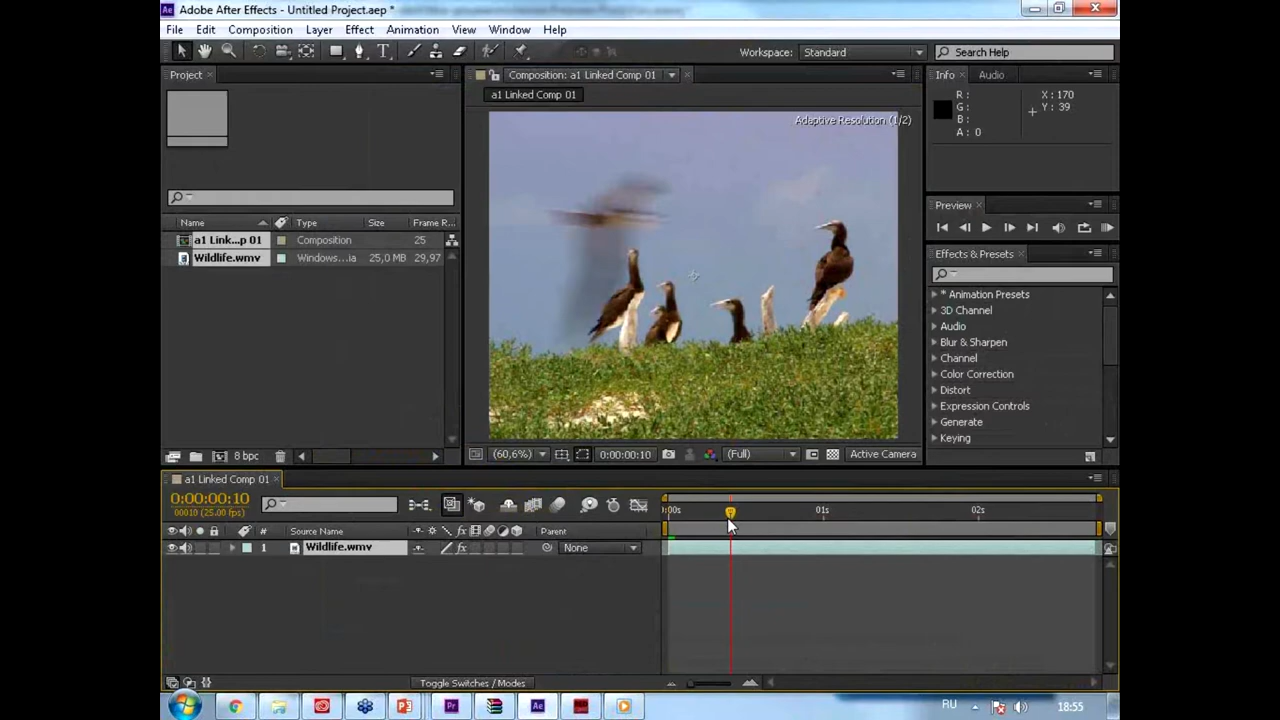 Ae Adobe After Effects - Untitled Project.aep *
File Edit Composition Layer Effect Animation View Window Help
Workspace: Standard Search Help
Project
Composition: a1 Linked Comp 01
Info Audio
a1 Linked Comp 01
R :
G :
B :
A : 0
X : 170
Y : 39
Adaptive Resolution (1/2)
Preview
Name Type Size Frame R...
a1 Link...p 01 Composition 25
Wildlife.wmv Windows...ia 25,0 MB 29,97
Effects & Presets
* Animation Presets
3D Channel
Audio
Blur & Sharpen
Channel
Color Correction
Distort
Expression Controls
Generate
Keying
8 bpc
(60,6%) 0:00:00:10 (Full) Active Camera
a1 Linked Comp 01
0:00:00:10
00010 (25.00 fps)
:00s 01s 02s
# Source Name Parent
1 Wildlife.wmv fx None
Toggle Switches / Modes
Pr Ae
RU 18:55